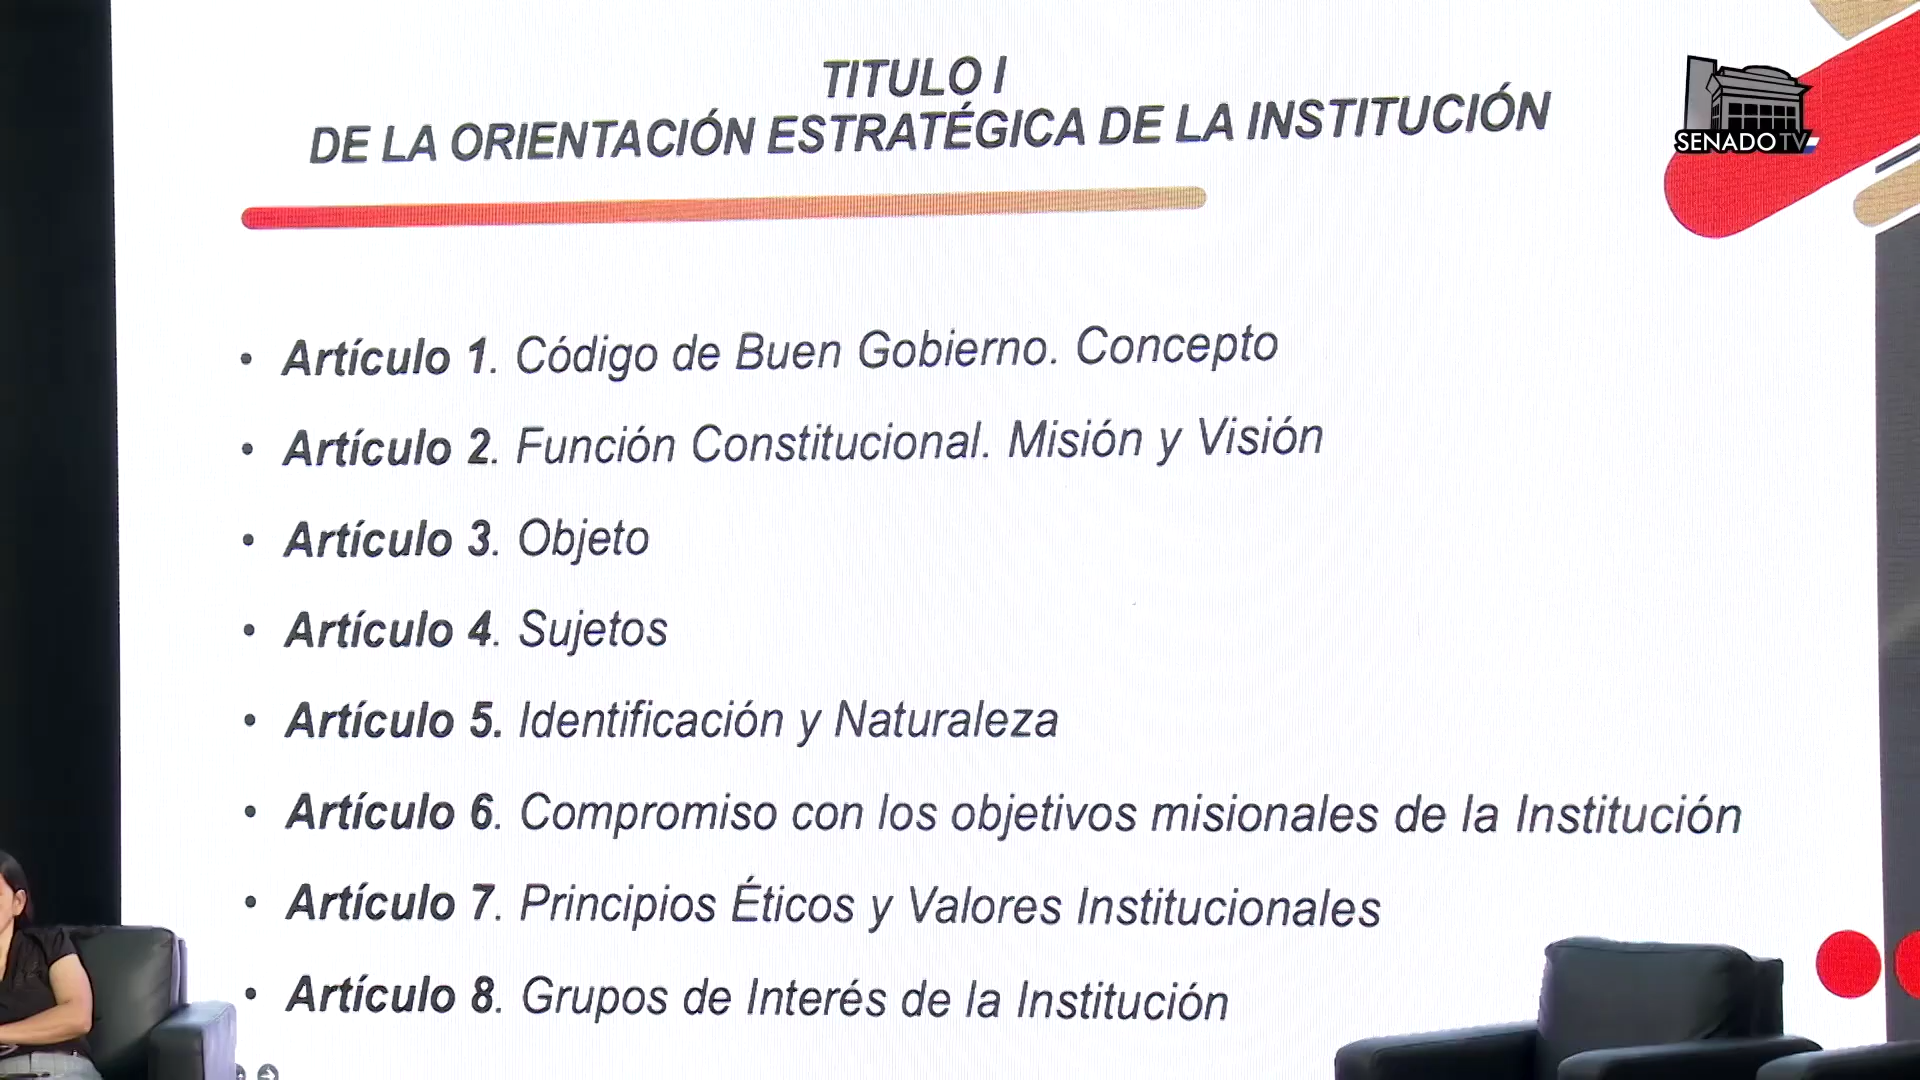 TITULO I
DE LA ORIENTACIÓN ESTRATÉGICA DE LA INSTITUCIÓN
SENADO TV
• Artículo 1. Código de Buen Gobierno. Concepto
• Artículo 2. Función Constitucional. Misión y Visión
• Artículo 3. Objeto
• Artículo 4. Sujetos
• Artículo 5. Identificación y Naturaleza
• Artículo 6. Compromiso con los objetivos misionales de la Institución
• Artículo 7. Principios Éticos y Valores Institucionales
• Artículo 8. Grupos de Interés de la Institución